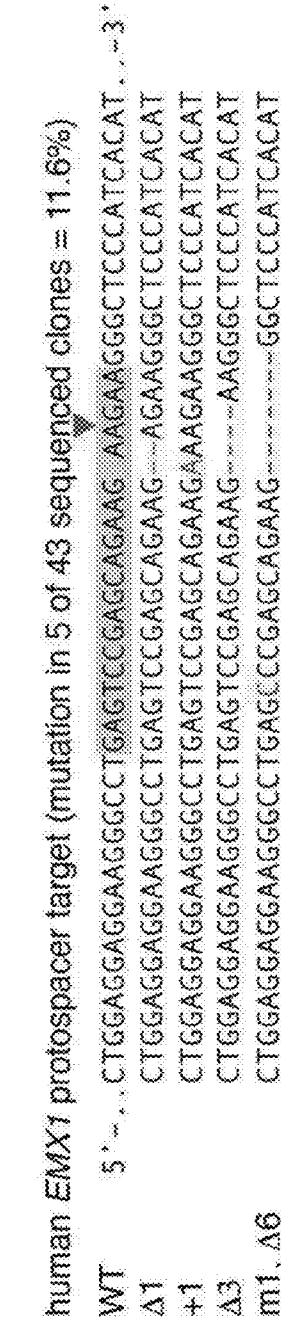 human EMX1 protospacer target (mutation in 5 of 43 sequenced clones = 11.6%)
WT 5'-..CTGGAGGAGGAAGGGCCTGAGTCCGAGCAGAAG AAGAAGGGCTCCCATCACAT..-3'
Δ1 CTGGAGGAGGAAGGGCCTGAGTCCGAGCAGAAG--AGAAGGGCTCCCATCACAT
+1 CTGGAGGAGGAAGGGCCTGAGTCCGAGCAGAAGAAAGAAGGGCTCCCATCACAT
Δ3 CTGGAGGAGGAAGGGCCTGAGTCCGAGCAGAAG----AAGGGCTCCCATCACAT
m1, Δ6 CTGGAGGAGGAAGGGCCTGAGCCCGAGCAGAAG-------GGCTCCCATCACAT